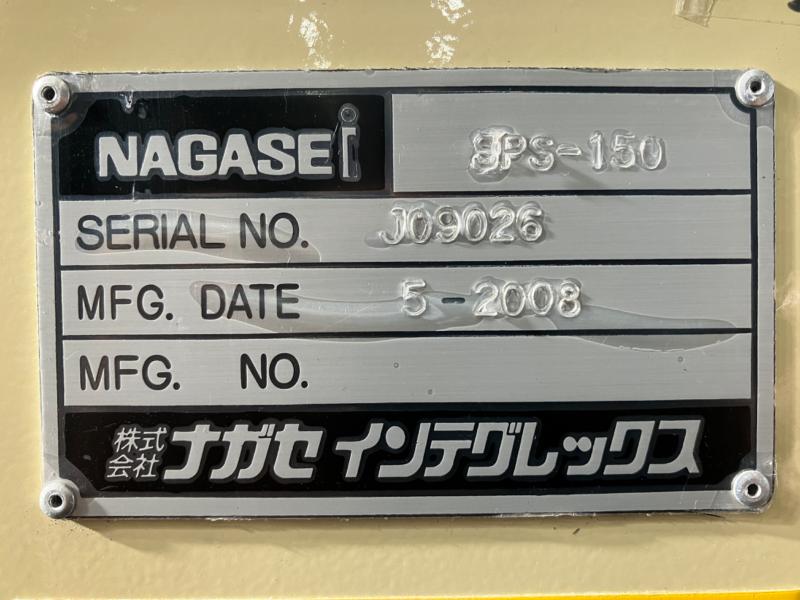 NAGASEi
SPS-150
SERIAL NO. J09026
MFG. DATE 5-2008
MFG. NO.
株式会社 ナガセ インテグレックス